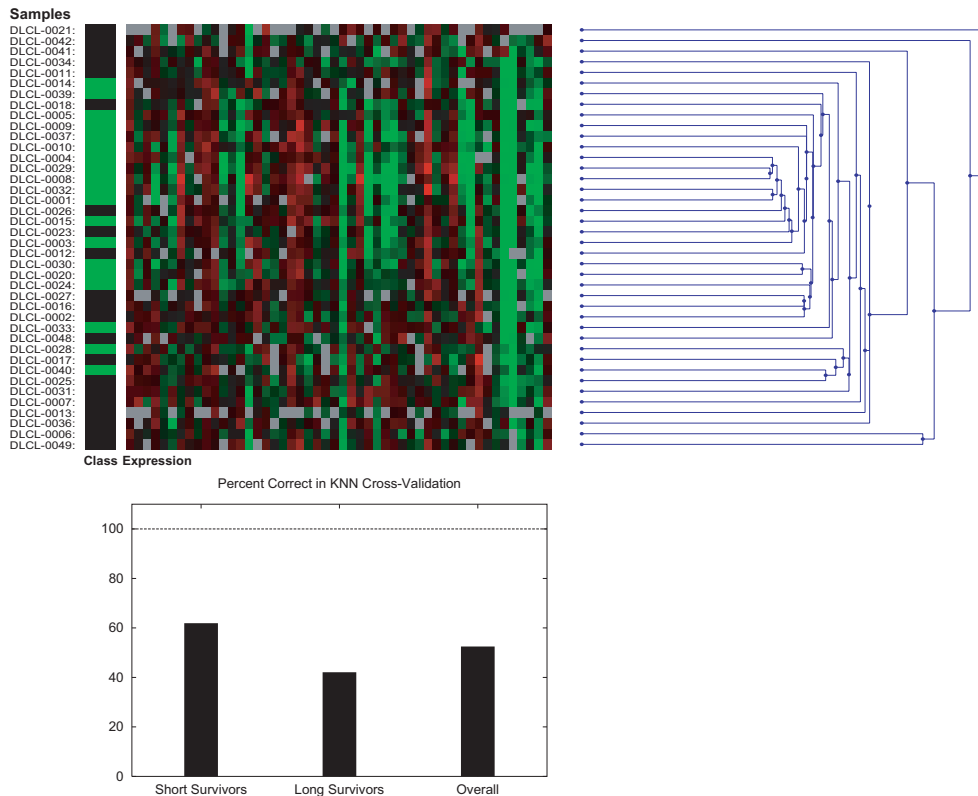 Samples
DLCL-0021:
DLCL-0042:
DLCL-0041:
DLCL-0034:
DLCL-0011:
DLCL-0014:
DLCL-0039:
DLCL-0018:
DLCL-0005:
DLCL-0009:
DLCL-0037:
DLCL-0010:
DLCL-0004:
DLCL-0029:
DLCL-0008:
DLCL-0032:
DLCL-0001:
DLCL-0026:
DLCL-0015:
DLCL-0023:
DLCL-0003:
DLCL-0012:
DLCL-0030:
DLCL-0020:
DLCL-0024:
DLCL-0027:
DLCL-0016:
DLCL-0002:
DLCL-0033:
DLCL-0048:
DLCL-0028:
DLCL-0017:
DLCL-0040:
DLCL-0025:
DLCL-0031:
DLCL-0007:
DLCL-0013:
DLCL-0036:
DLCL-0006:
DLCL-0049:
Class Expression
Percent Correct in KNN Cross-Validation
100
80
60
40
20
0
Short Survivors Long Survivors Overall